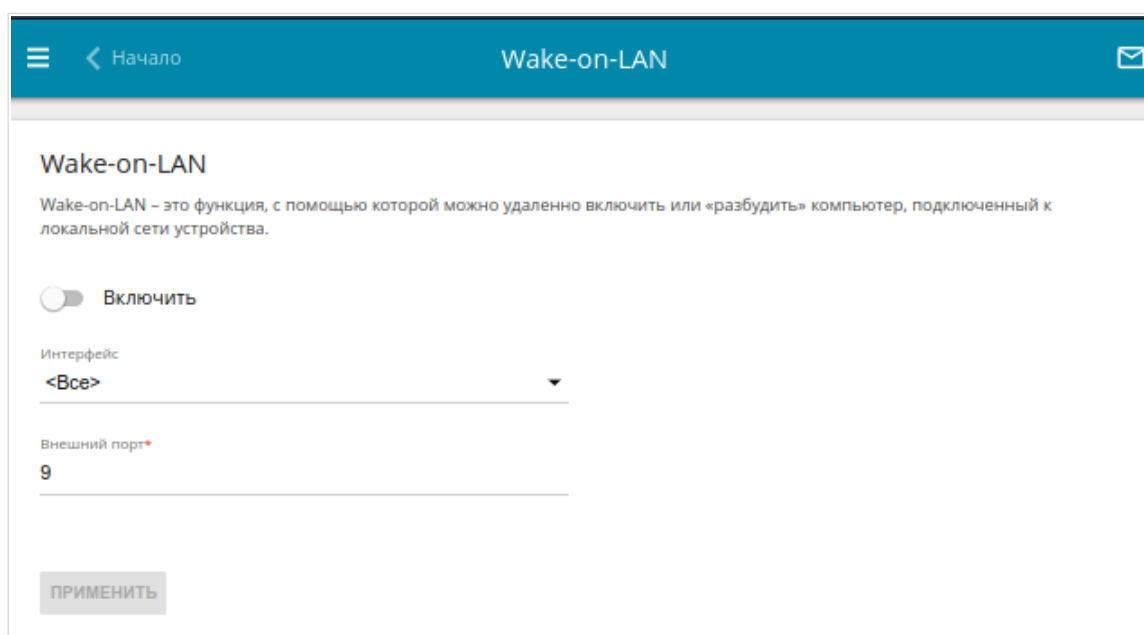 Начало
Wake-on-LAN
Wake-on-LAN
Wake-on-LAN – это функция, с помощью которой можно удаленно включить или «разбудить» компьютер, подключенный к
локальной сети устройства.
Включить
Интерфейс
<Все>
Внешний порт*
9
ПРИМЕНИТЬ